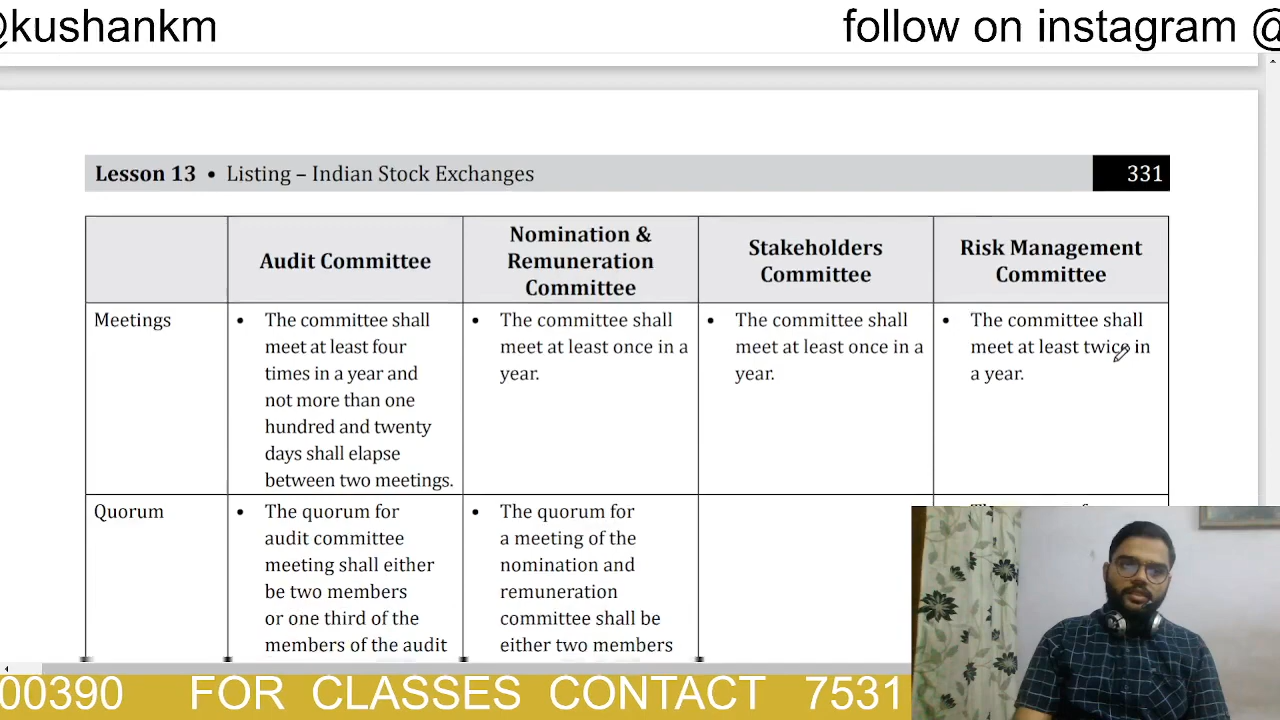 @kushankm
follow on instagram @
Lesson 13 • Listing – Indian Stock Exchanges
331
Audit Committee
Nomination &
Remuneration
Committee
Stakeholders
Committee
Risk Management
Committee
Meetings
• The committee shall
meet at least four
times in a year and
not more than one
hundred and twenty
days shall elapse
between two meetings.
• The committee shall
meet at least once in a
year.
• The committee shall
meet at least once in a
year.
• The committee shall
meet at least twice in
a year.
Quorum
• The quorum for
audit committee
meeting shall either
be two members
or one third of the
members of the audit
• The quorum for
a meeting of the
nomination and
remuneration
committee shall be
either two members
00390 FOR CLASSES CONTACT 7531